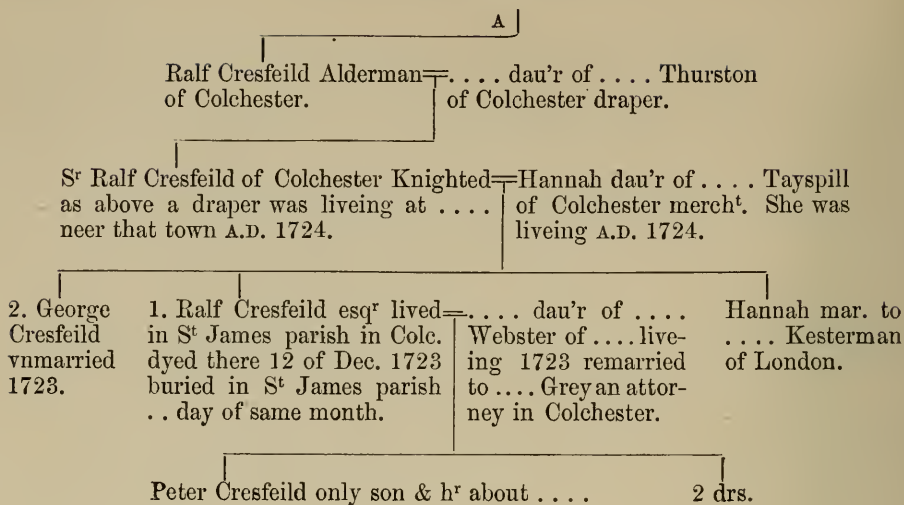 A
Ralf Cresfeild Alderman=. . . . dau'r of . . . . Thurston
of Colchester. of Colchester draper.
Sʳ Ralf Cresfeild of Colchester Knighted=Hannah dau'r of . . . . Tayspill
as above a draper was liveing at . . . . of Colchester merchᵗ. She was
neer that town A.D. 1724. liveing A.D. 1724.
2. George
Cresfeild
vnmarried
1723.
1. Ralf Cresfeild esqʳ lived=. . . . dau'r of . . . .
in Sᵗ James parish in Colc. Webster of . . . . live-
dyed there 12 of Dec. 1723 ing 1723 remarried
buried in Sᵗ James parish to . . . . Grey an attor-
. . day of same month. ney in Colchester.
Hannah mar. to
. . . . Kesterman
of London.
Peter Cresfeild only son & hʳ about . . . . 2 drs.